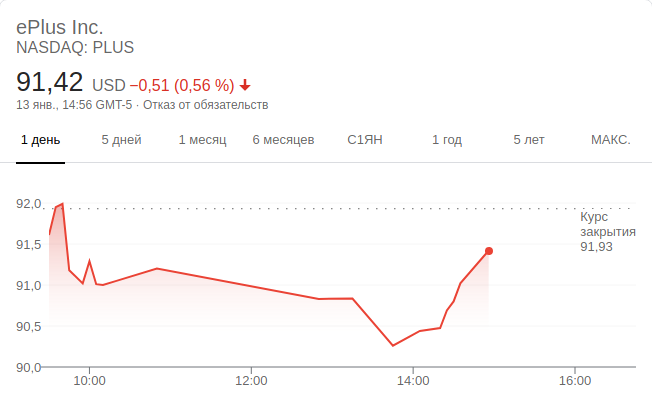 ePlus Inc.
NASDAQ: PLUS
91,42 USD −0,51 (0,56 %)
13 янв., 14:56 GMT-5 · Отказ от обязательств
1 день 5 дней 1 месяц 6 месяцев С1ЯН 1 год 5 лет МАКС.
92,0
Курс
закрытия
91,93
91,5
91,0
90,5
90,0
10:00 12:00 14:00 16:00